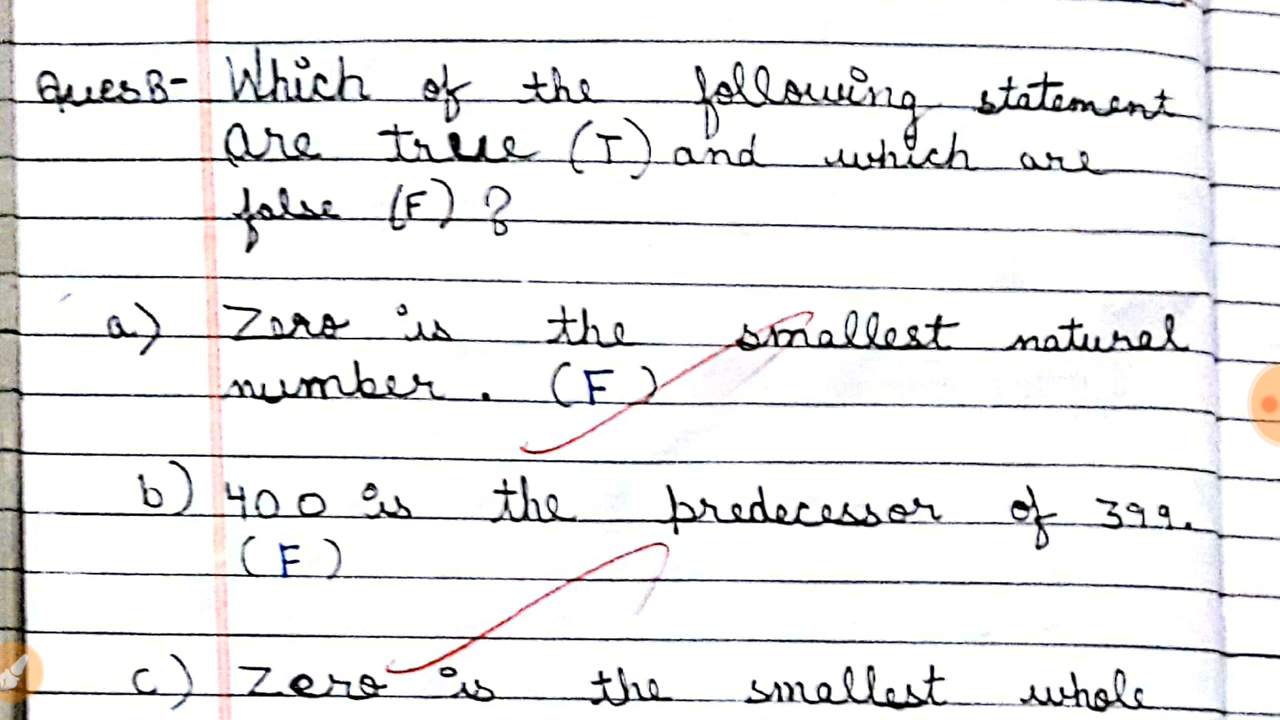 Ques3- Which of the following statement
are true (T) and which are
false (F) ?
a) Zero is the smallest natural
number. (F)
b) 400 is the predecessor of 399.
(F)
c) Zero is the smallest whole